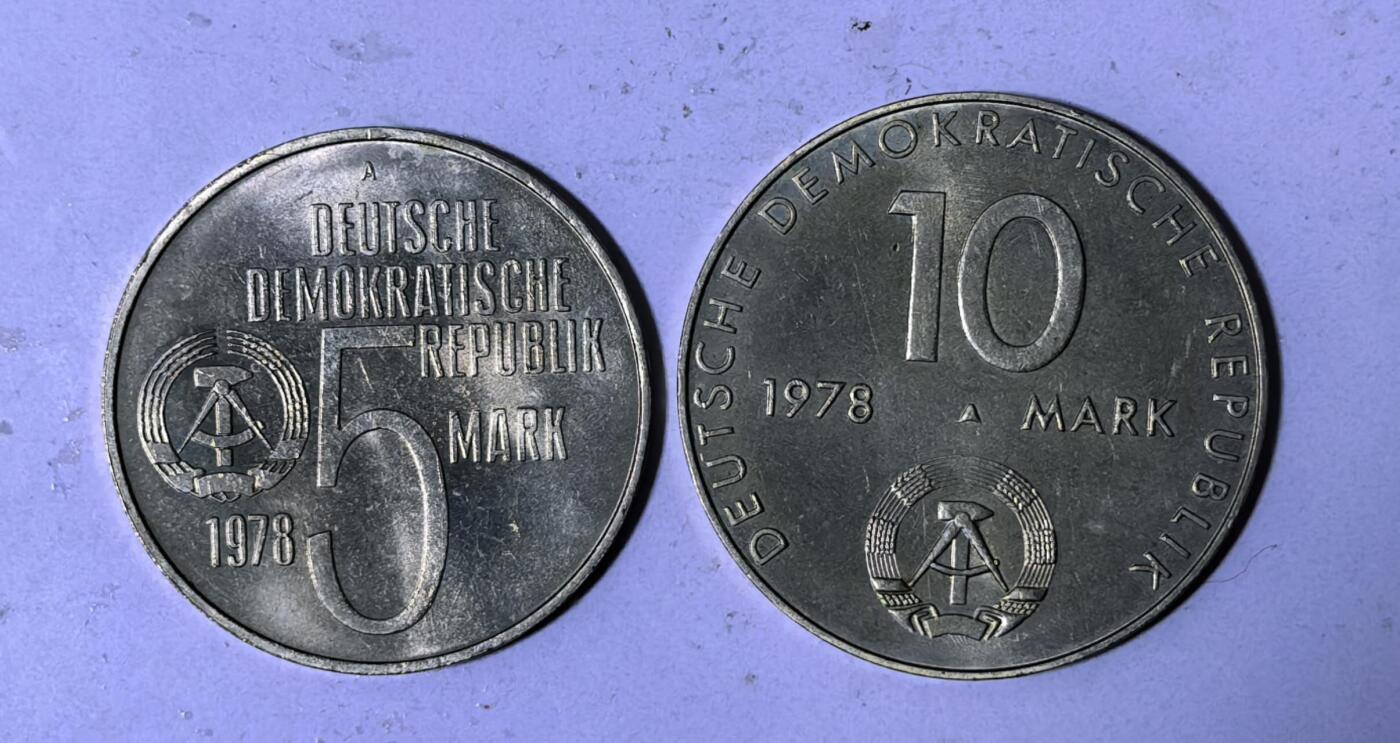 A
DEUTSCHE
DEMOKRATISCHE
REPUBLIK
5
MARK
1978
DEUTSCHE DEMOKRATISCHE REPUBLIK
10
1978 A MARK